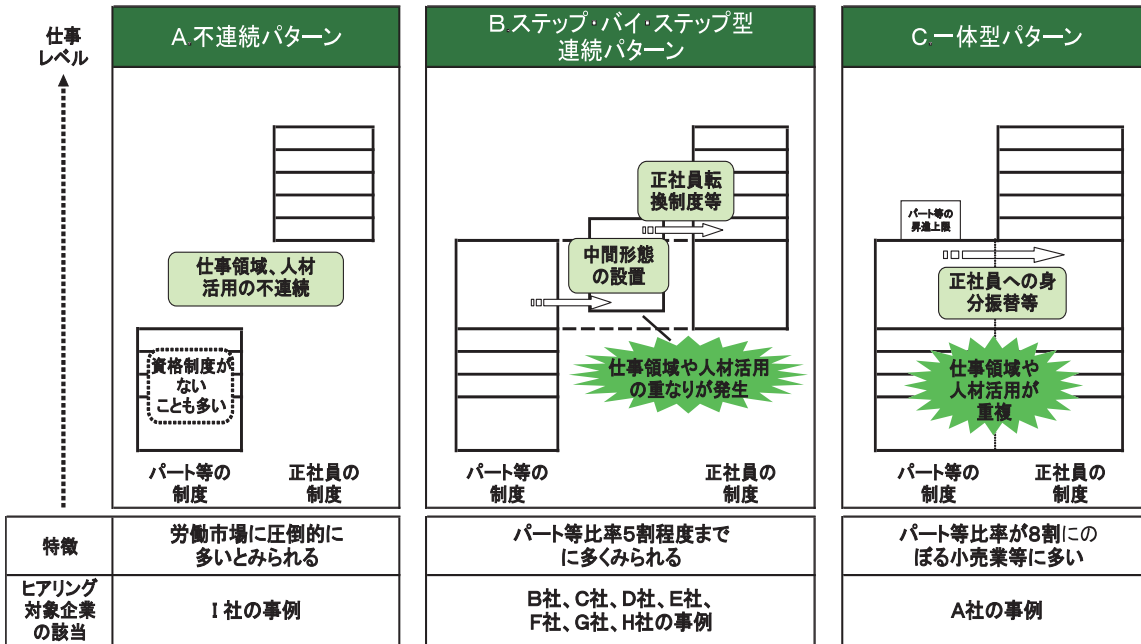 仕事
レベル
A.不連続パターン
仕事領域、人材
活用の不連続
資格制度が
ない
ことも多い
パート等の
制度
正社員の
制度
B.ステップ・バイ・ステップ型
連続パターン
正社員転
換制度等
中間形態
の設置
仕事領域や人材活用
の重なりが発生
パート等の
制度
正社員の
制度
C.一体型パターン
パート等の
昇進上限
正社員への身
分振替等
仕事領域や
人材活用が
重複
パート等の
制度
正社員の
制度
特徴
労働市場に圧倒的に
多いとみられる
パート等比率5割程度まで
に多くみられる
パート等比率が8割にの
ぼる小売業等に多い
ヒアリング
対象企業
の該当
I社の事例
B社、C社、D社、E社、
F社、G社、H社の事例
A社の事例